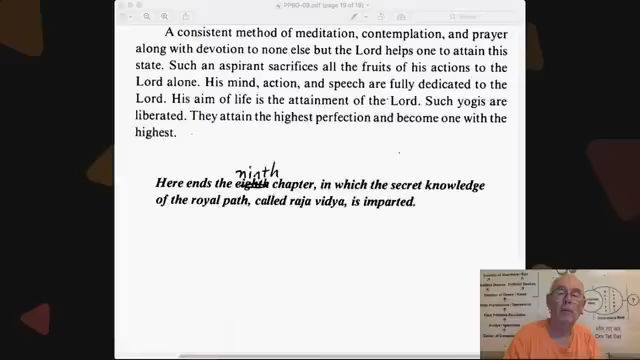 PPBG-09.pdf (page 19 of 19)
A consistent method of meditation, contemplation, and prayer
along with devotion to none else but the Lord helps one to attain this
state. Such an aspirant sacrifices all the fruits of his actions to the
Lord alone. His mind, action, and speech are fully dedicated to the
Lord. His aim of life is the attainment of the Lord. Such yogis are
liberated. They attain the highest perfection and become one with the
highest.
ninth
Here ends the eighth chapter, in which the secret knowledge
of the royal path, called raja vidya, is imparted.
Om Tat Sat